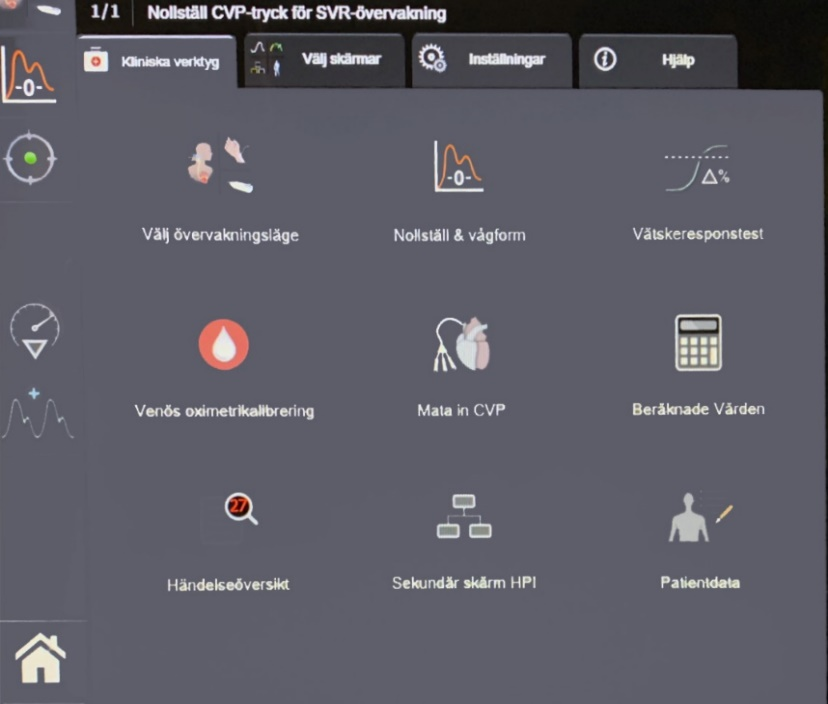 1/1 Nollställ CVP-tryck för SVR-övervakning
Kliniska verktyg
Välj skärmar
Inställningar
Hjälp
-0-
-0-
Δ%
Välj övervakningsläge
Nollställ & vågform
Vätskeresponstest
Venös oximetrikalibrering
Mata in CVP
Beräknade Värden
27
Händelseöversikt
Sekundär skärm HPI
Patientdata